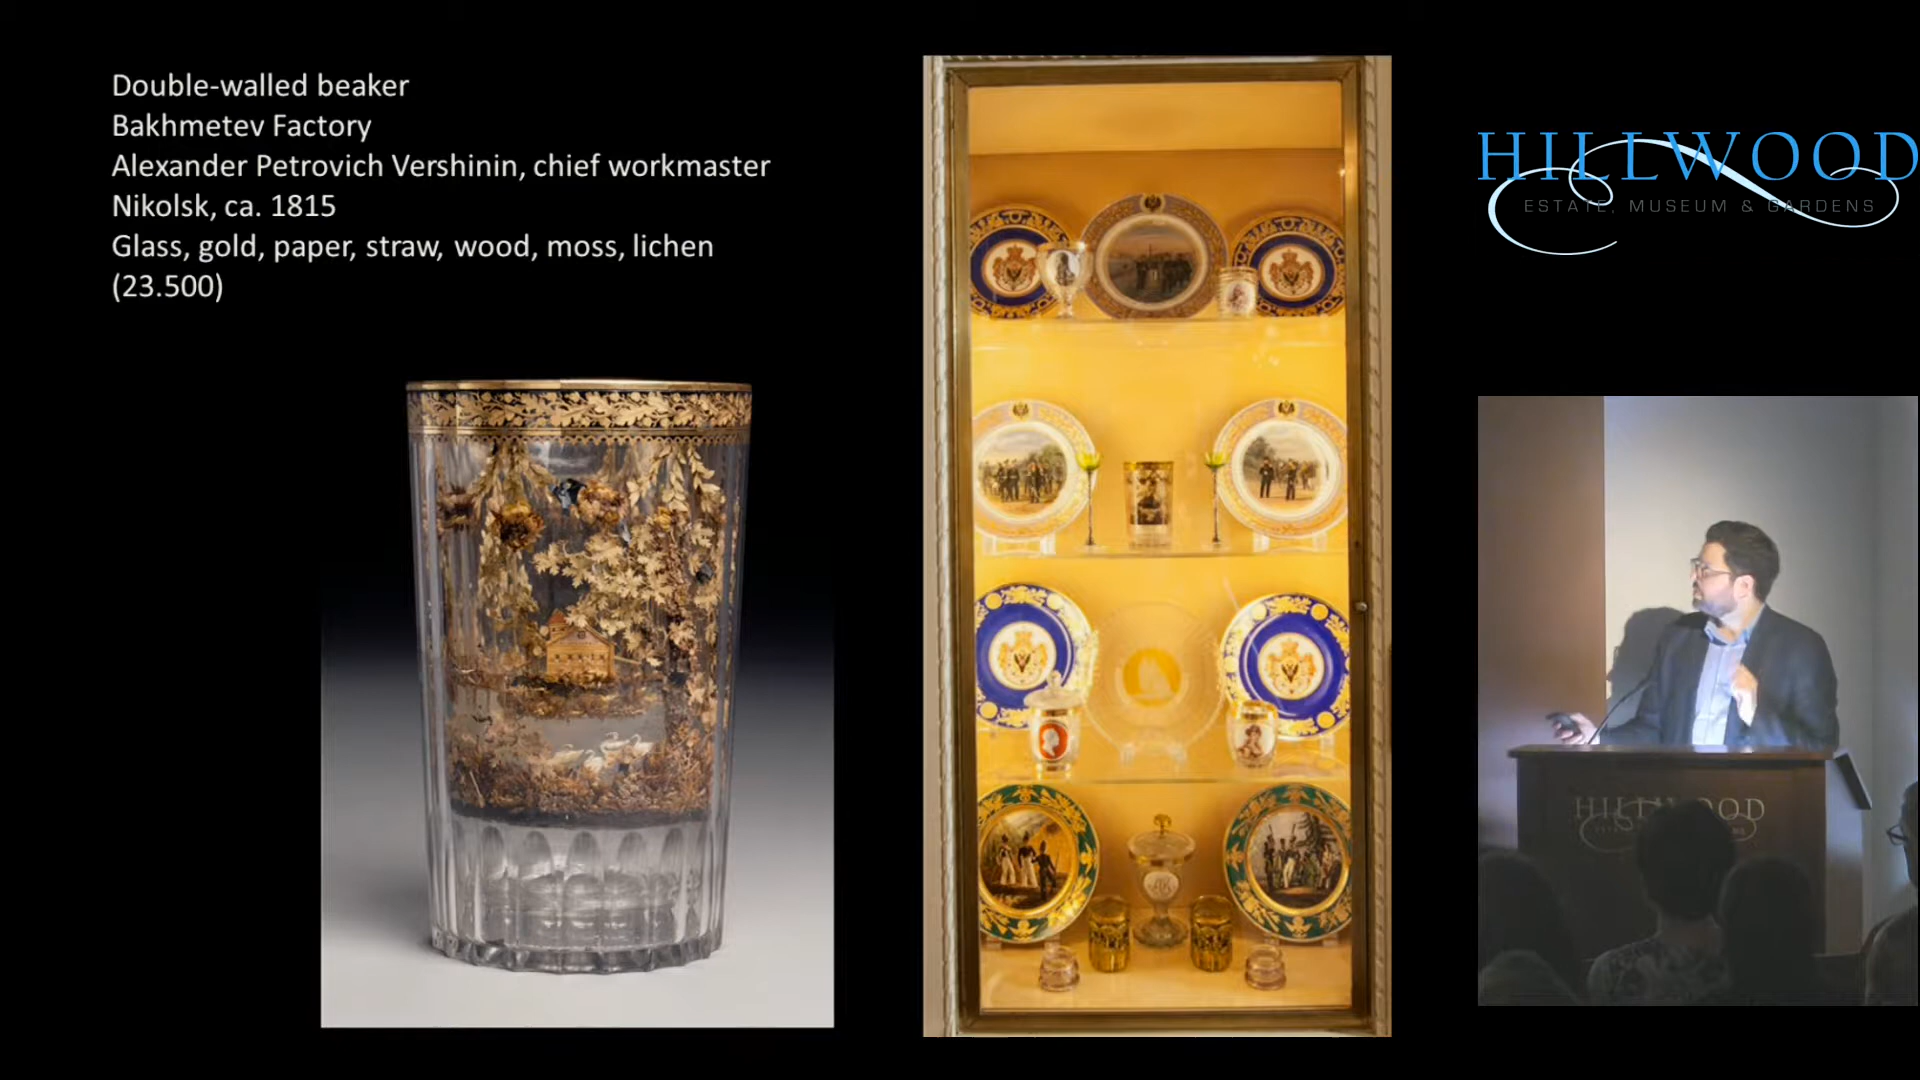 Double-walled beaker
Bakhmetev Factory
Alexander Petrovich Vershinin, chief workmaster
Nikolsk, ca. 1815
Glass, gold, paper, straw, wood, moss, lichen
(23.500)
HILLWOOD
ESTATE, MUSEUM & GARDENS
HILLWOOD